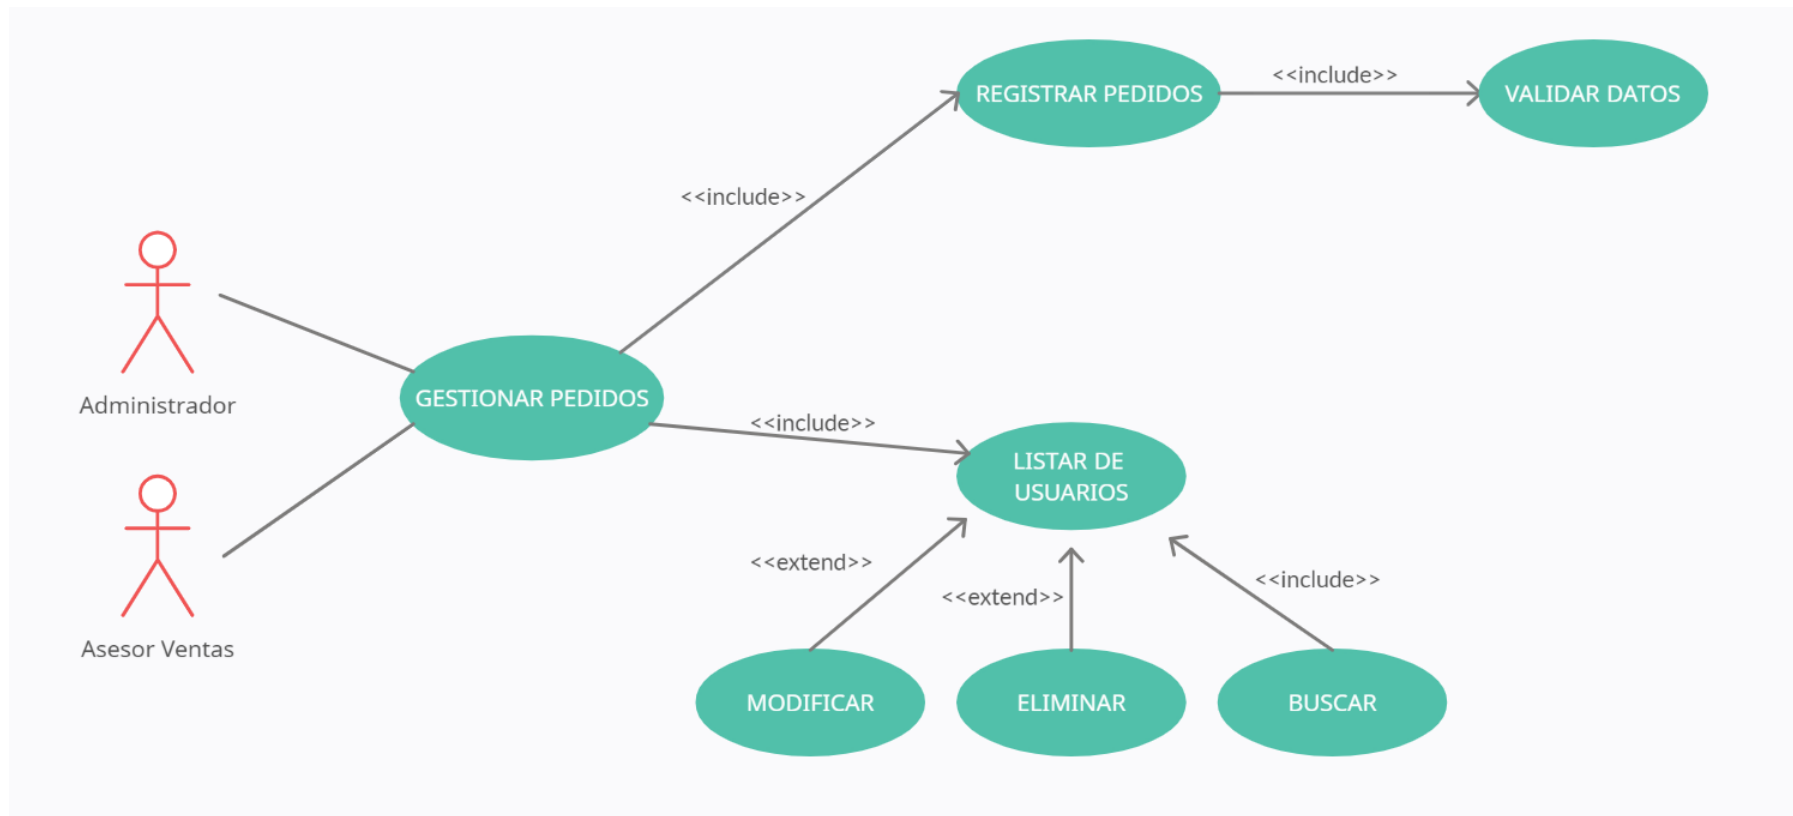 REGISTRAR PEDIDOS
<<include>>
VALIDAR DATOS
<<include>>
Administrador
GESTIONAR PEDIDOS
<<include>>
LISTAR DE
USUARIOS
Asesor Ventas
<<extend>>
<<extend>>
<<include>>
MODIFICAR
ELIMINAR
BUSCAR